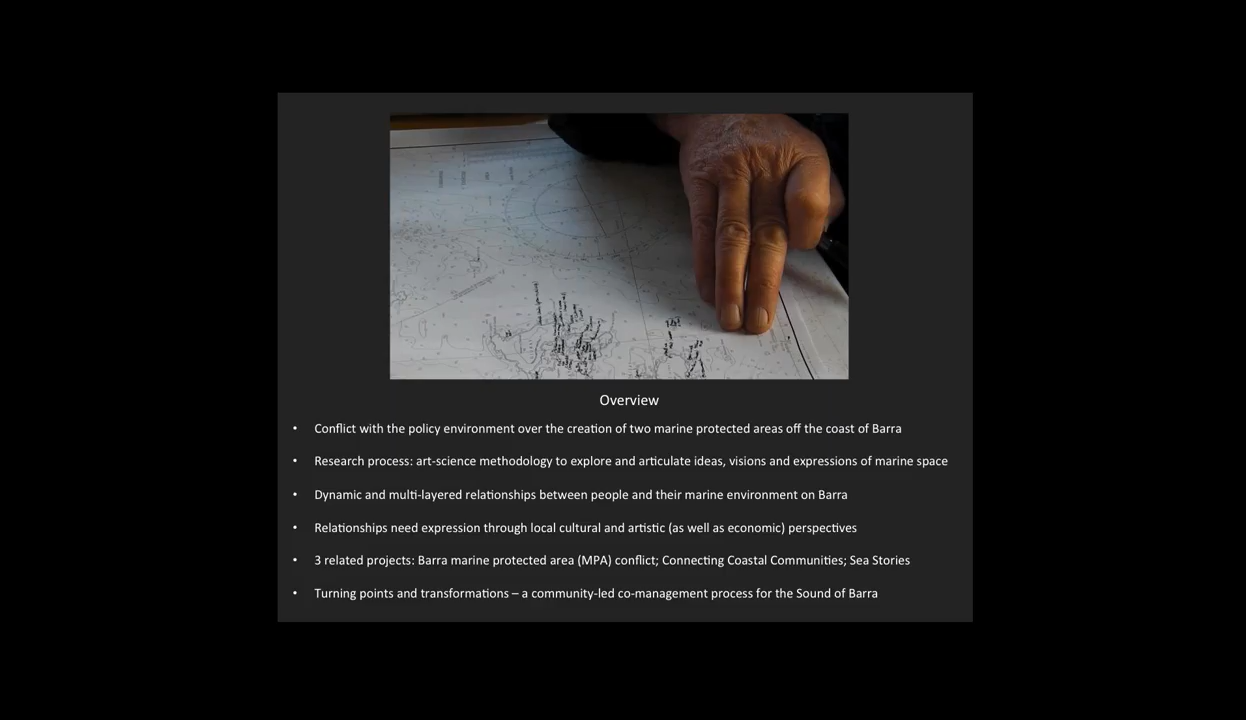 Overview
• Conflict with the policy environment over the creation of two marine protected areas off the coast of Barra
• Research process: art-science methodology to explore and articulate ideas, visions and expressions of marine space
• Dynamic and multi-layered relationships between people and their marine environment on Barra
• Relationships need expression through local cultural and artistic (as well as economic) perspectives
• 3 related projects: Barra marine protected area (MPA) conflict; Connecting Coastal Communities; Sea Stories
• Turning points and transformations – a community-led co-management process for the Sound of Barra